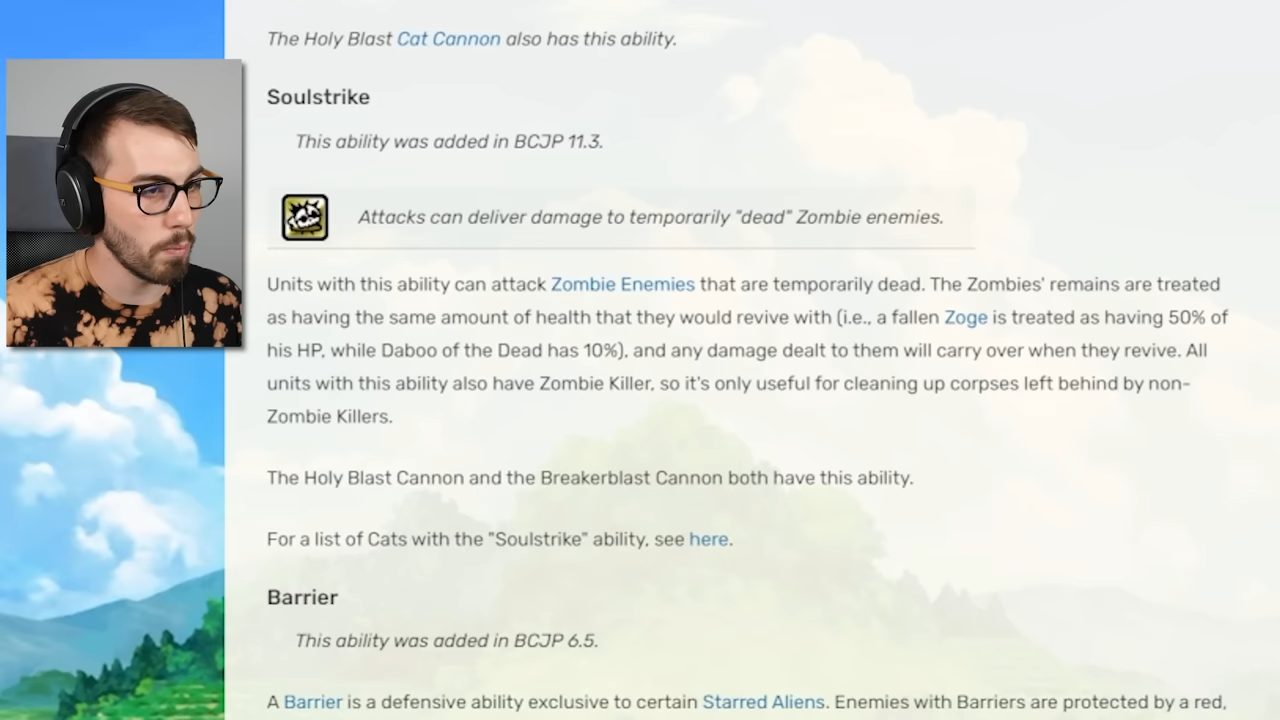 The Holy Blast Cat Cannon also has this ability.
Soulstrike
This ability was added in BCJP 11.3.
Attacks can deliver damage to temporarily "dead" Zombie enemies.
Units with this ability can attack Zombie Enemies that are temporarily dead. The Zombies' remains are treated
as having the same amount of health that they would revive with (i.e., a fallen Zoge is treated as having 50% of
his HP, while Daboo of the Dead has 10%), and any damage dealt to them will carry over when they revive. All
units with this ability also have Zombie Killer, so it's only useful for cleaning up corpses left behind by non-
Zombie Killers.
The Holy Blast Cannon and the Breakerblast Cannon both have this ability.
For a list of Cats with the "Soulstrike" ability, see here.
Barrier
This ability was added in BCJP 6.5.
A Barrier is a defensive ability exclusive to certain Starred Aliens. Enemies with Barriers are protected by a red,